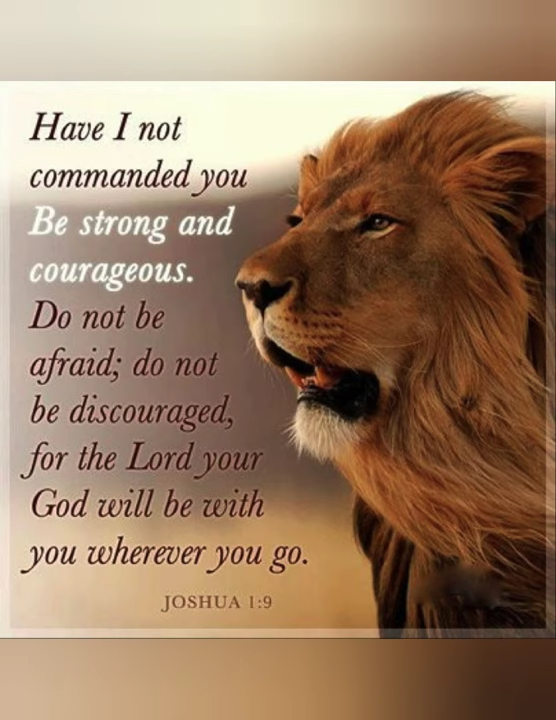 Have I not
commanded you
Be strong and
courageous.
Do not be
afraid; do not
be discouraged,
for the Lord your
God will be with
you wherever you go.
JOSHUA 1:9